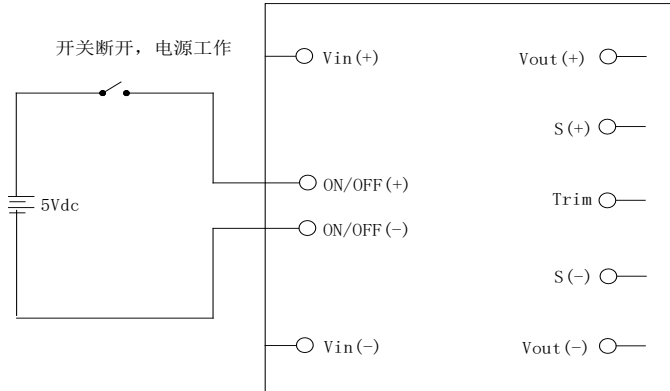 开关断开，电源工作
Vin(+)
Vout(+)
S(+)
ON/OFF(+)
5Vdc
Trim
ON/OFF(-)
S(-)
Vin(-)
Vout(-)